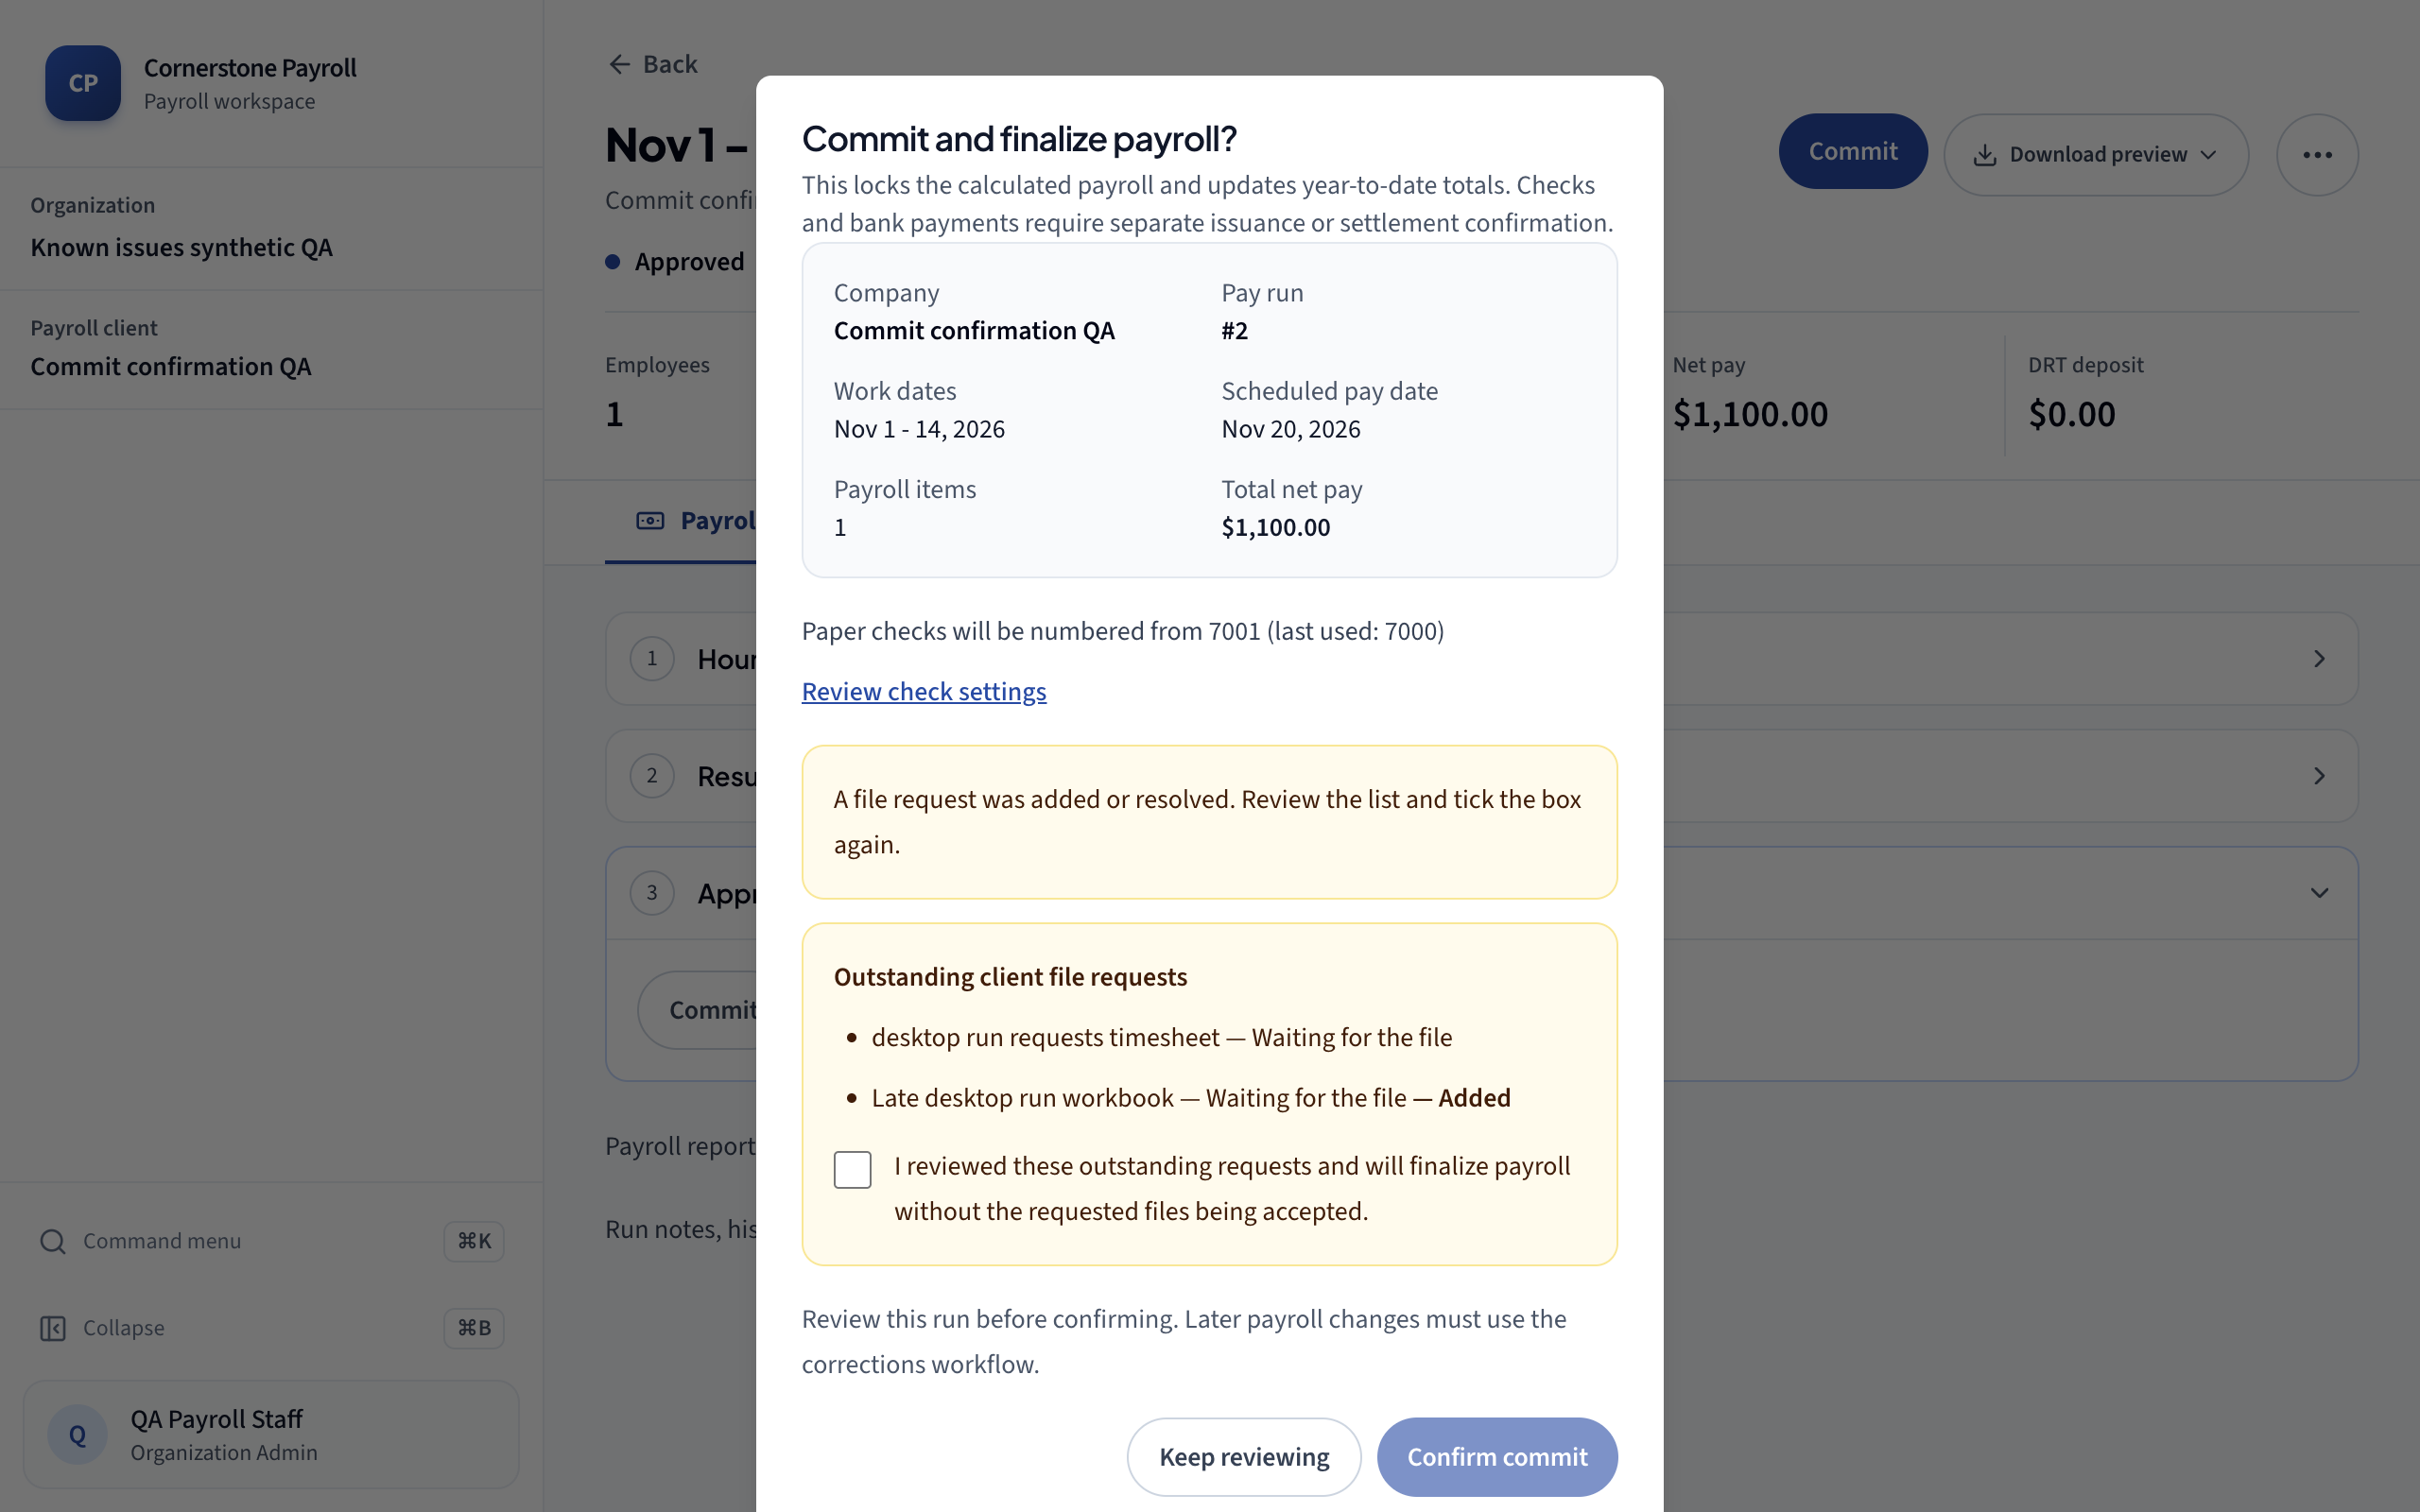 CP
Cornerstone Payroll
Payroll workspace
Organization
Known issues synthetic QA
Payroll client
Commit confirmation QA
Command menu
⌘K
Collapse
⌘B
Q
QA Payroll Staff
Organization Admin
Back
Nov 1 –
Commit
Download preview
Commit confi
Approved
Employees
1
Net pay
$1,100.00
DRT deposit
$0.00
Payrol
1
Hour
2
Resu
3
Appr
Commit
Payroll report
Run notes, his
Commit and finalize payroll?
This locks the calculated payroll and updates year-to-date totals. Checks
and bank payments require separate issuance or settlement confirmation.
Company
Commit confirmation QA
Pay run
#2
Work dates
Nov 1 - 14, 2026
Scheduled pay date
Nov 20, 2026
Payroll items
1
Total net pay
$1,100.00
Paper checks will be numbered from 7001 (last used: 7000)
Review check settings
A file request was added or resolved. Review the list and tick the box
again.
Outstanding client file requests
• desktop run requests timesheet — Waiting for the file
• Late desktop run workbook — Waiting for the file — Added
I reviewed these outstanding requests and will finalize payroll
without the requested files being accepted.
Review this run before confirming. Later payroll changes must use the
corrections workflow.
Keep reviewing
Confirm commit